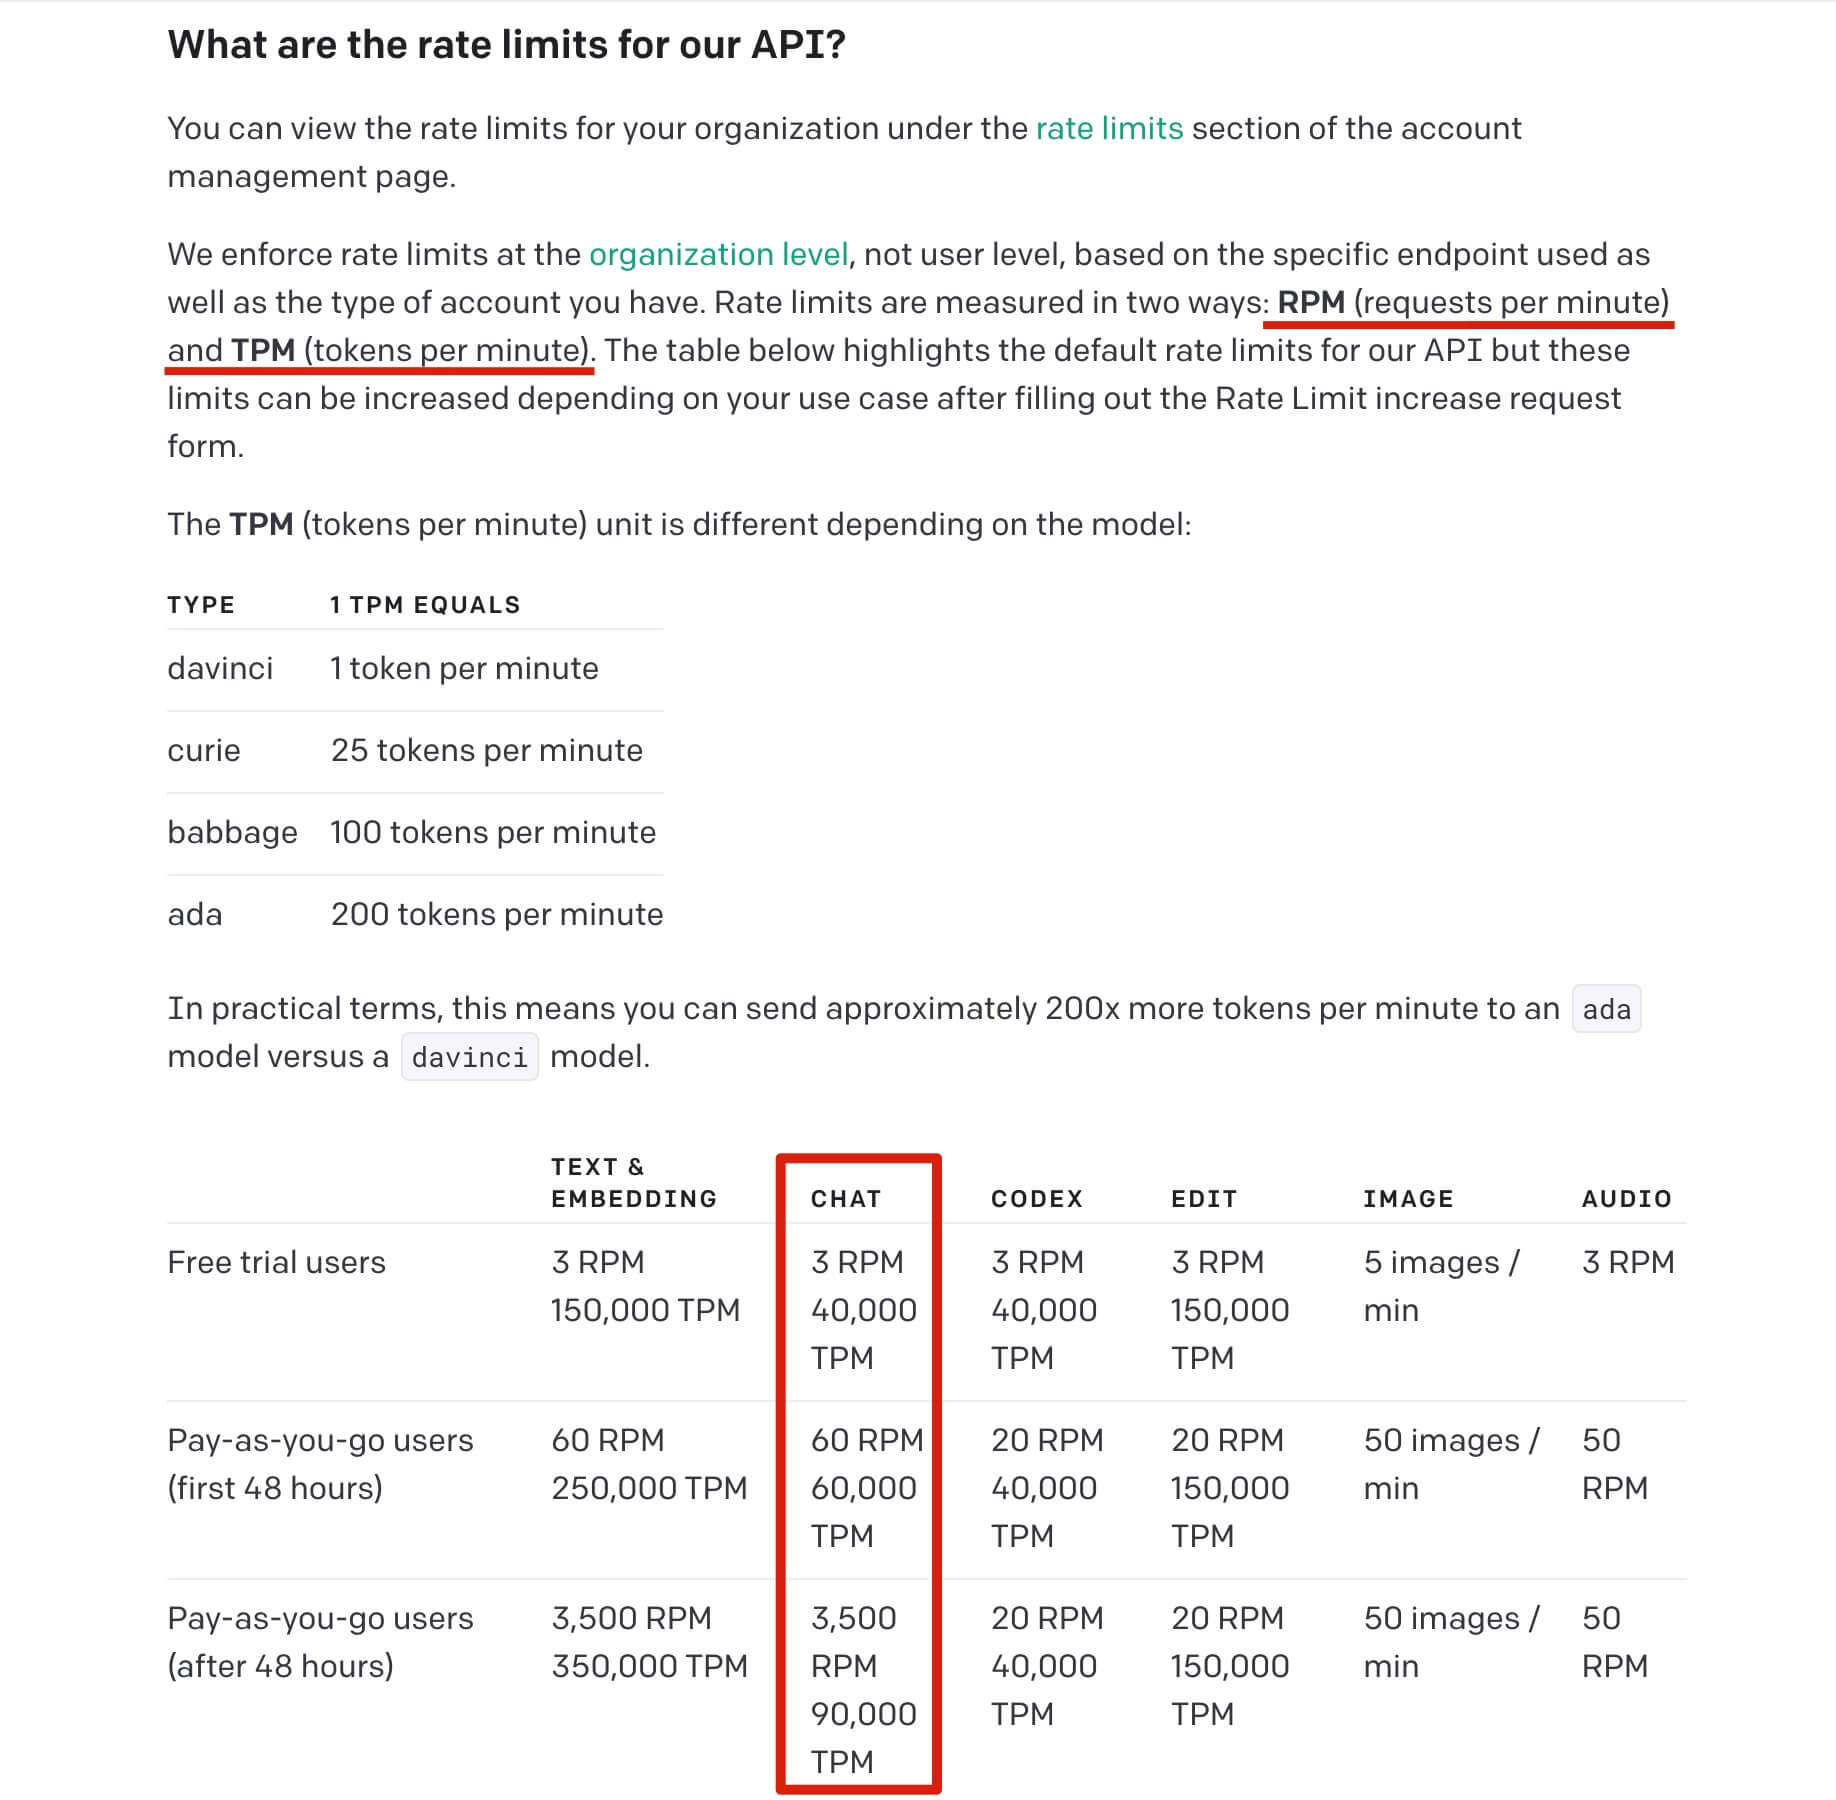 What are the rate limits for our API?
You can view the rate limits for your organization under the rate limits section of the account
management page.
We enforce rate limits at the organization level, not user level, based on the specific endpoint used as
well as the type of account you have. Rate limits are measured in two ways: RPM (requests per minute)
and TPM (tokens per minute). The table below highlights the default rate limits for our API but these
limits can be increased depending on your use case after filling out the Rate Limit increase request
form.
The TPM (tokens per minute) unit is different depending on the model:
TYPE 1 TPM EQUALS
davinci 1 token per minute
curie 25 tokens per minute
babbage 100 tokens per minute
ada 200 tokens per minute
In practical terms, this means you can send approximately 200x more tokens per minute to an ada
model versus a davinci model.
TEXT &
EMBEDDING CHAT CODEX EDIT IMAGE AUDIO
Free trial users 3 RPM 3 RPM 3 RPM 3 RPM 5 images / 3 RPM
150,000 TPM 40,000 40,000 150,000 min
TPM TPM TPM
Pay-as-you-go users 60 RPM 60 RPM 20 RPM 20 RPM 50 images / 50
(first 48 hours) 250,000 TPM 60,000 40,000 150,000 min RPM
TPM TPM TPM
Pay-as-you-go users 3,500 RPM 3,500 20 RPM 20 RPM 50 images / 50
(after 48 hours) 350,000 TPM RPM 40,000 150,000 min RPM
90,000 TPM TPM
TPM